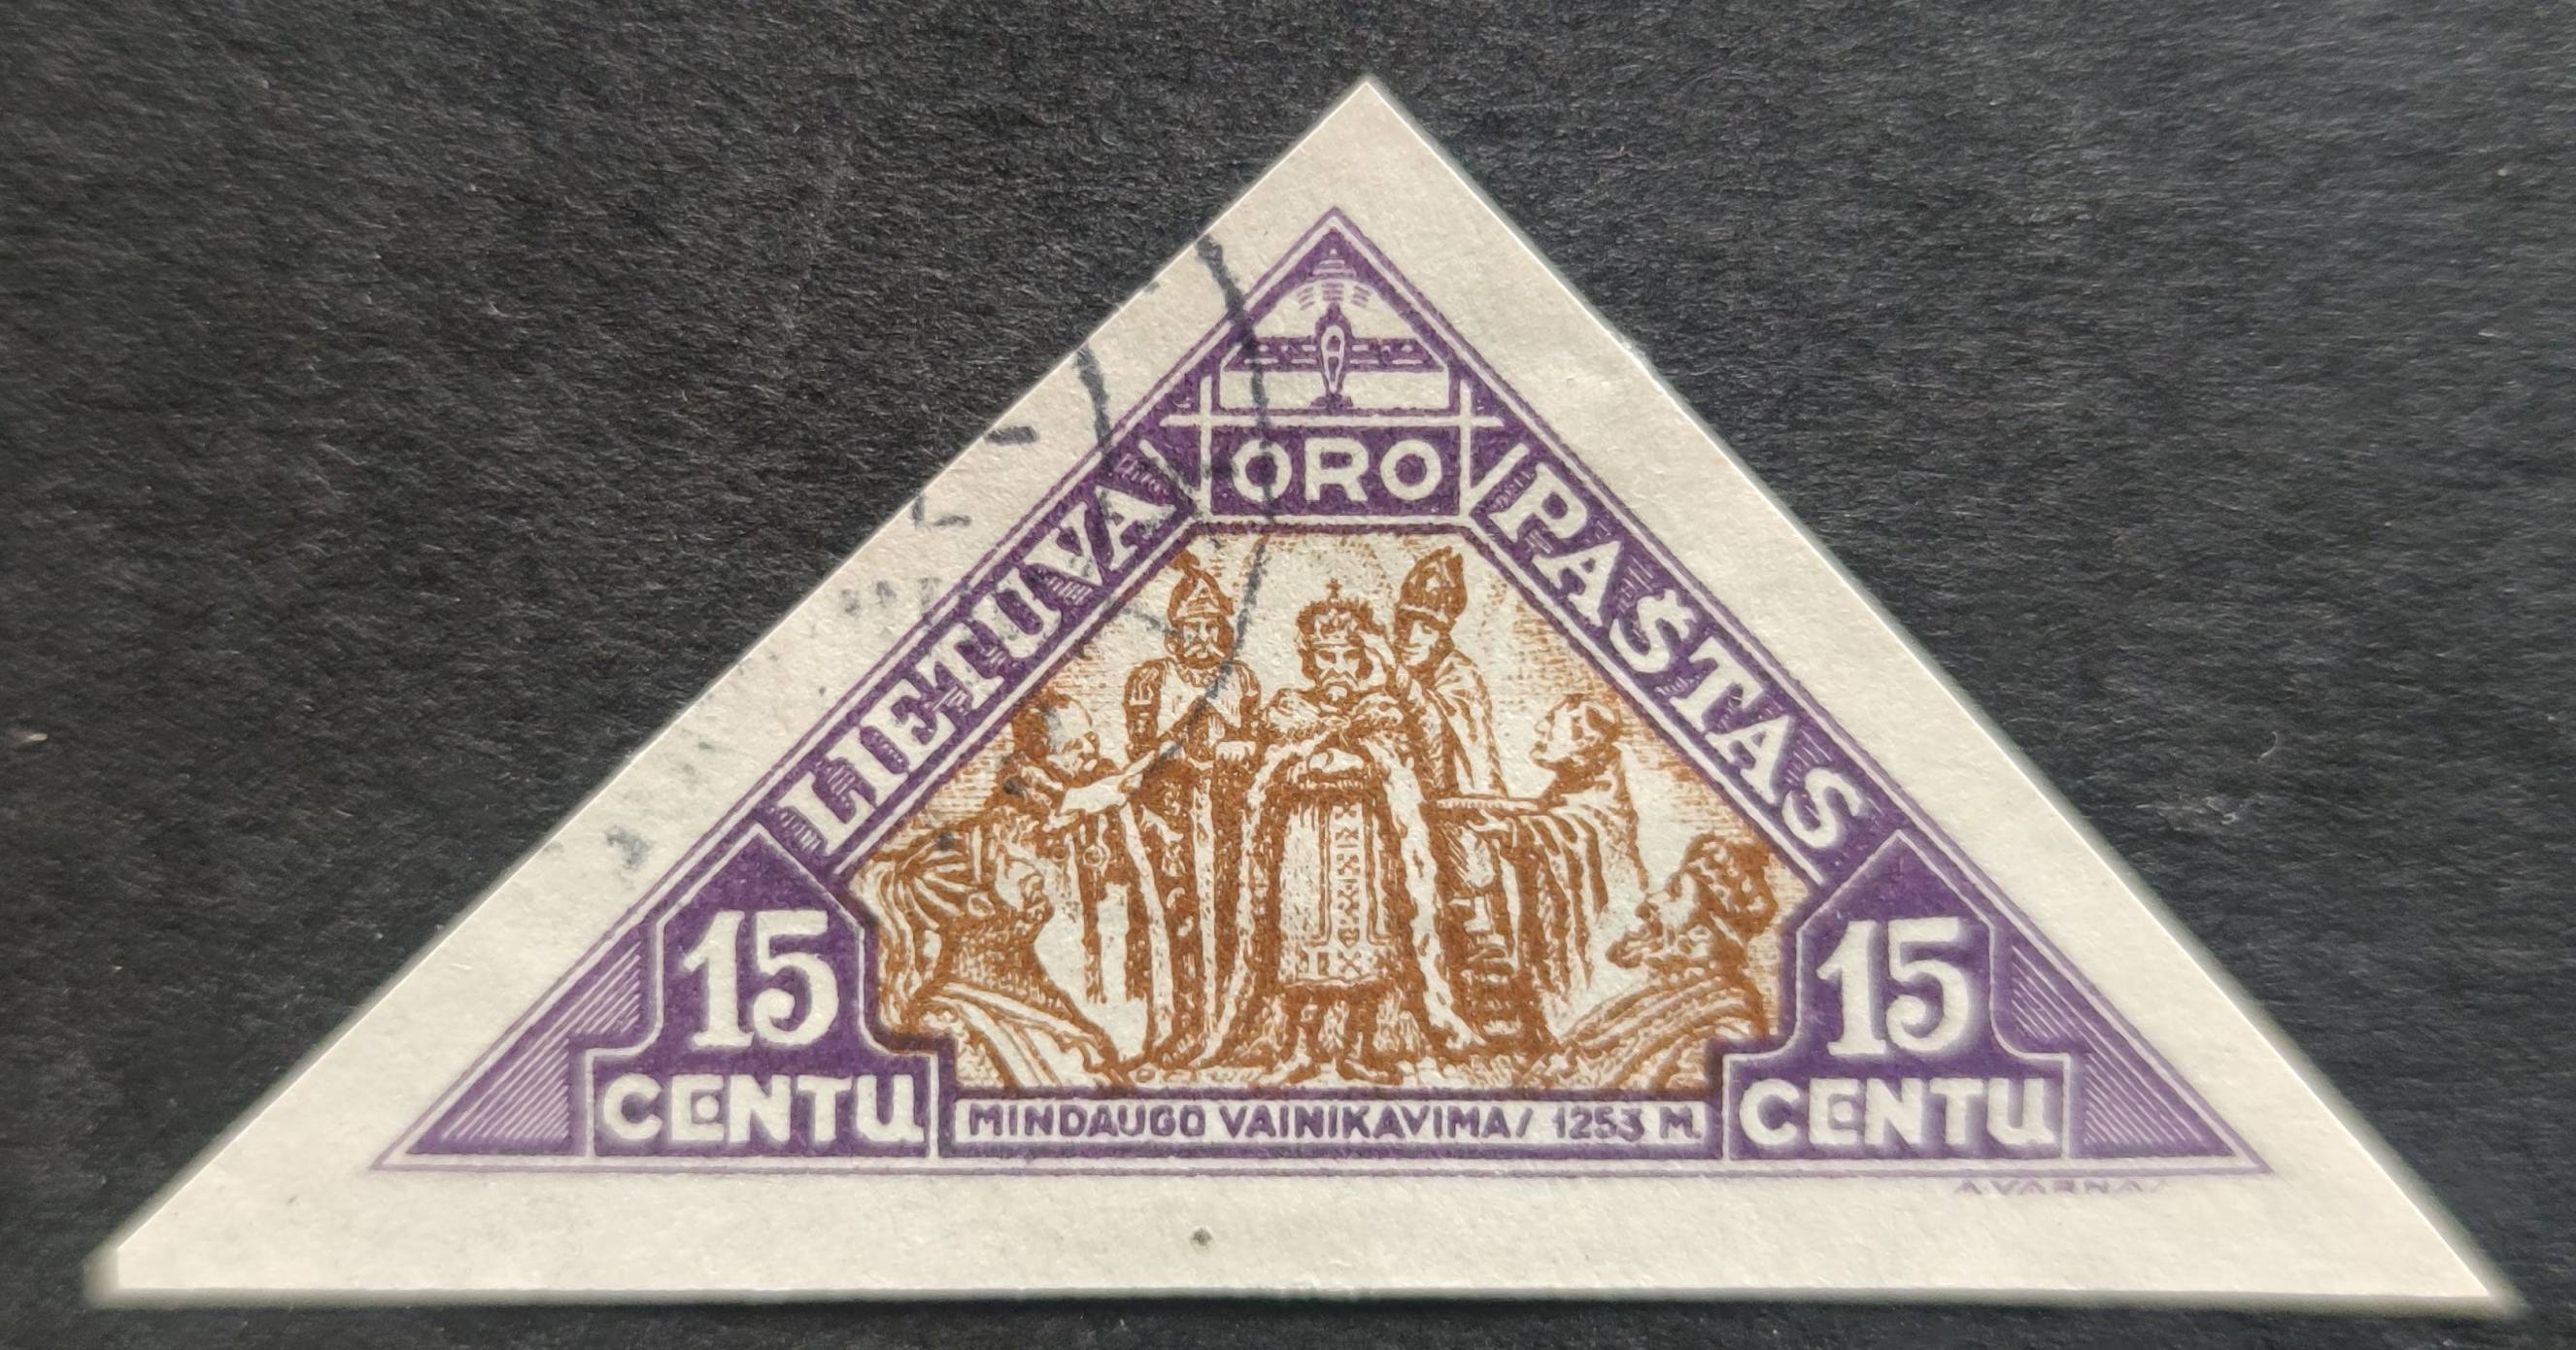 ORO
LIETUVA
PAŠTAS
15
CENTU
15
CENTU
MINDAUGO VAINIKAVIMAS 1253 M.
A.VARNAS